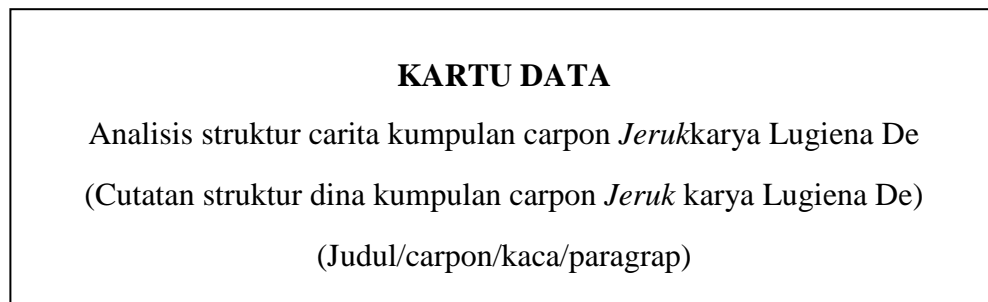 KARTU DATA
Analisis struktur carita kumpulan carpon Jerukkarya Lugiena De
(Cutatan struktur dina kumpulan carpon Jeruk karya Lugiena De)
(Judul/carpon/kaca/paragrap)